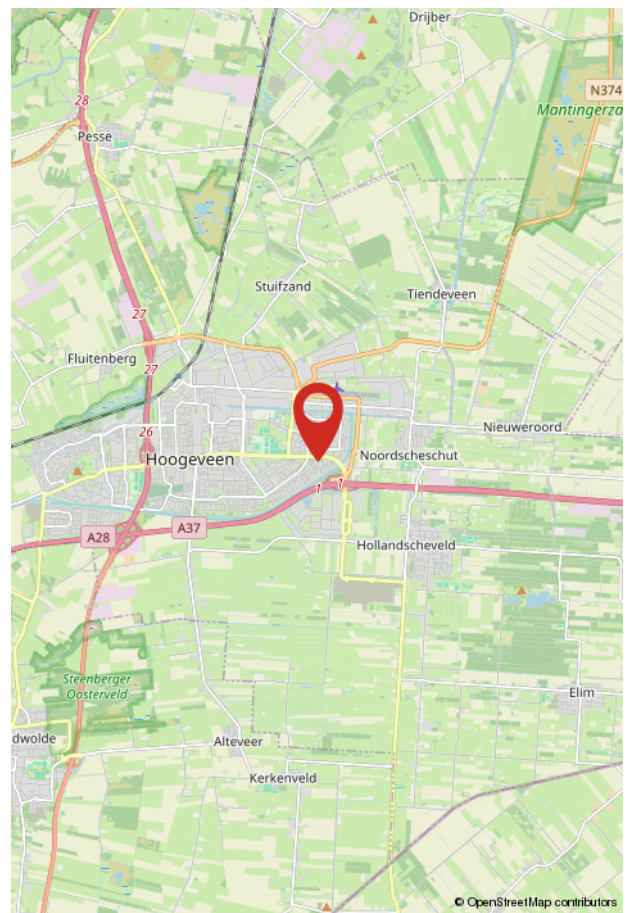 Drijber
N374
28
Mantingerza
Pesse
Stuifzand
Tiendeveen
27
Fluitenberg
27
26
Nieuweroord
Hoogeveen
Noordscheschut
1
1
A37
A28
Hollandscheveld
Steenberger
Oosterveld
Elim
dwolde
Alteveer
Kerkenveld
© OpenStreetMap contributors